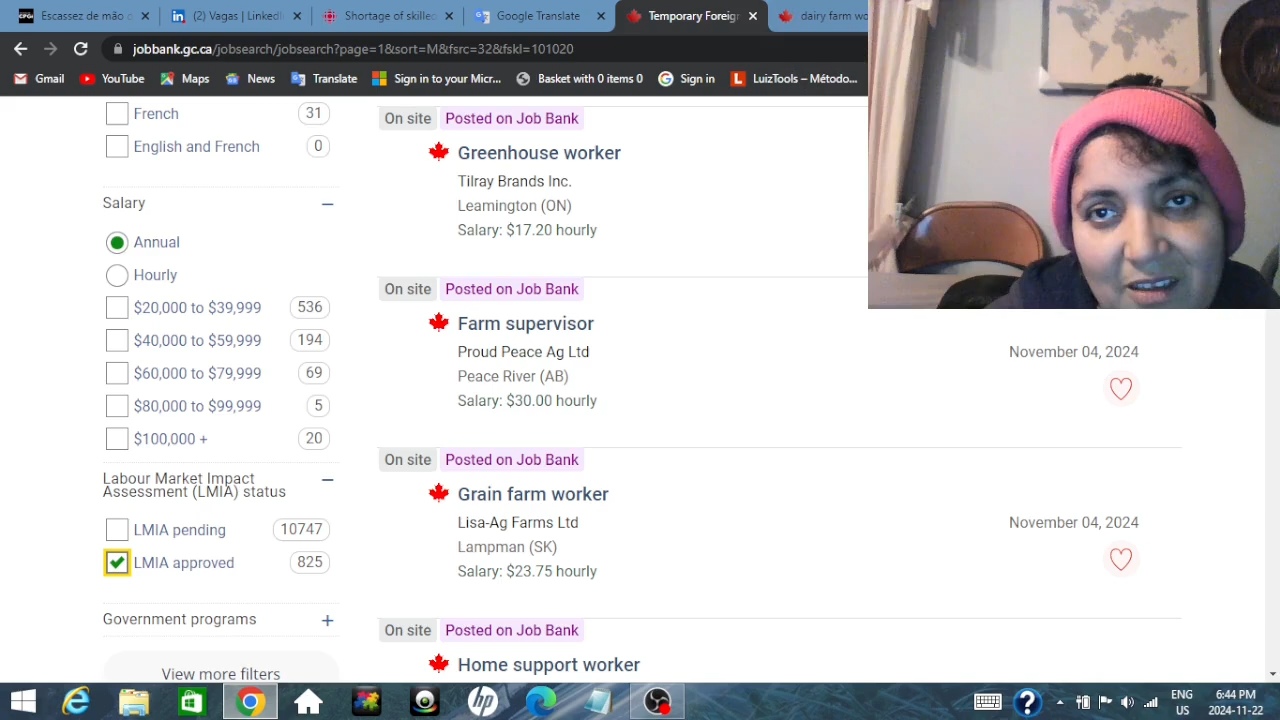 2) Vagas | LinkedI
Shortage of skille
Google Translate
Temporary Foreig
dairy farm
jobbank.gc.ca/jobsearch/jobsearch?page=1&sort=M&fsrc=32&fskl=101020
Gmail
YouTube
Maps
News
Translate
Sign in to your Micr...
Basket with 0 items 0
Sign in
LuizTools – Método...
French 31
English and French 0
Salary
Annual
Hourly
$20,000 to $39,999 536
$40,000 to $59,999 194
$60,000 to $79,999 69
$80,000 to $99,999 5
$100,000 + 20
Labour Market Impact
Assessment (LMIA) status
LMIA pending 10747
LMIA approved 825
Government programs
View more filters
On site Posted on Job Bank
Greenhouse worker
Tilray Brands Inc.
Leamington (ON)
Salary: $17.20 hourly
On site Posted on Job Bank
Farm supervisor
Proud Peace Ag Ltd
November 04, 2024
Peace River (AB)
Salary: $30.00 hourly
On site Posted on Job Bank
Grain farm worker
Lisa-Ag Farms Ltd
November 04, 2024
Lampman (SK)
Salary: $23.75 hourly
On site Posted on Job Bank
Home support worker
ENG
US
6:44 PM
2024-11-22